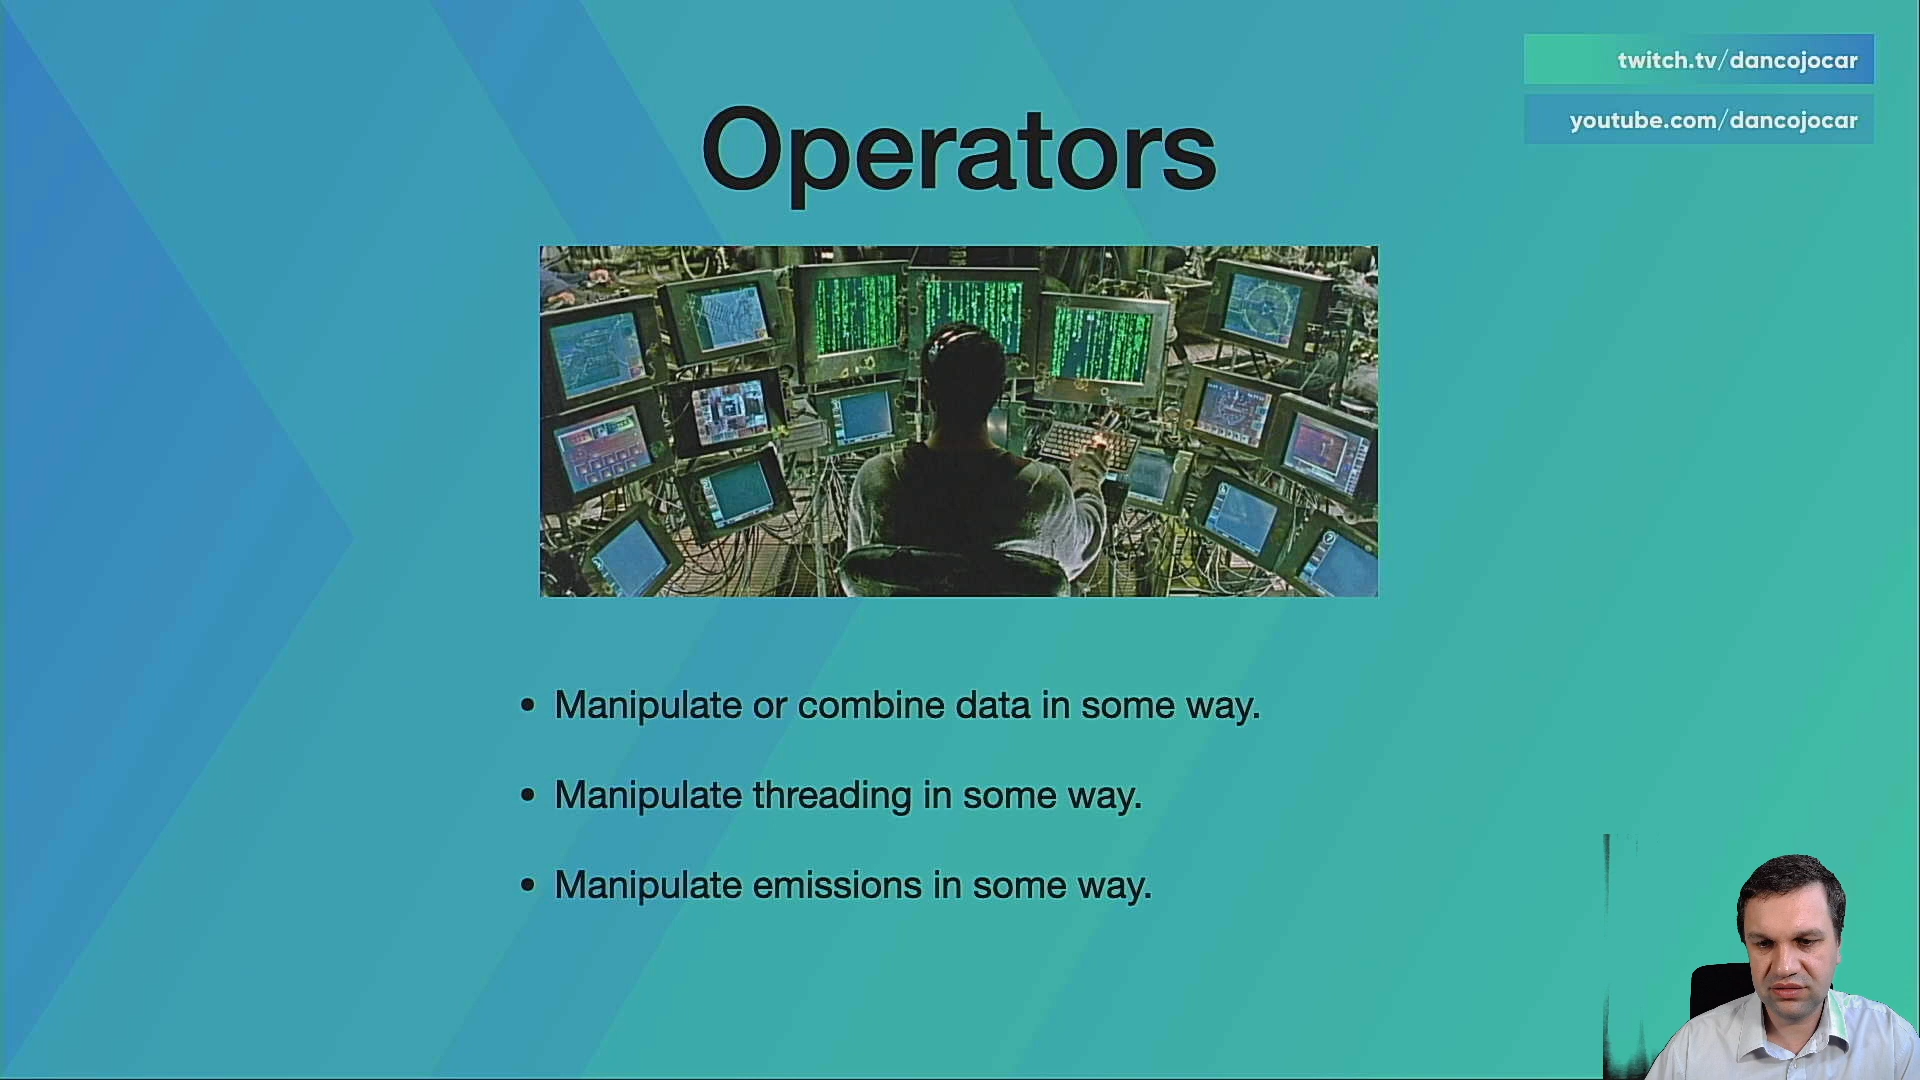 twitch.tv/dancojocar
youtube.com/dancojocar
Operators
• Manipulate or combine data in some way.
• Manipulate threading in some way.
• Manipulate emissions in some way.